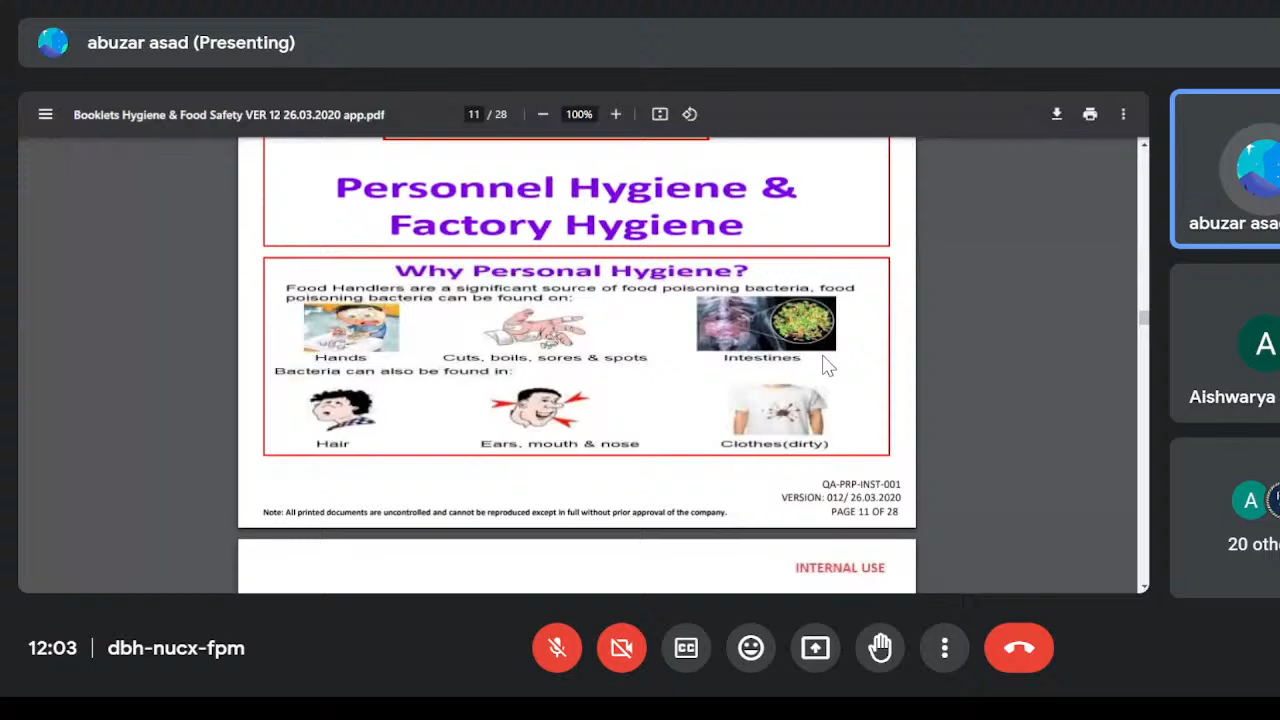 abuzar asad (Presenting)
Booklets Hygiene & Food Safety VER 12 26.03.2020 app.pdf
11 / 28
100%
Personnel Hygiene &
Factory Hygiene
Why Personal Hygiene?
Food Handlers are a significant source of food poisoning bacteria, food
poisoning bacteria can be found on:
Hands
Cuts, boils, sores & spots
Intestines
Bacteria can also be found in:
Hair
Ears, mouth & nose
Clothes(dirty)
QA-PRP-INST-001
VERSION: 012/ 26.03.2020
Note: All printed documents are uncontrolled and cannot be reproduced except in full without prior approval of the company.
PAGE 11 OF 28
INTERNAL USE
abuzar asa
A
Aishwarya
A
20 oth
12:03
dbh-nucx-fpm
CC